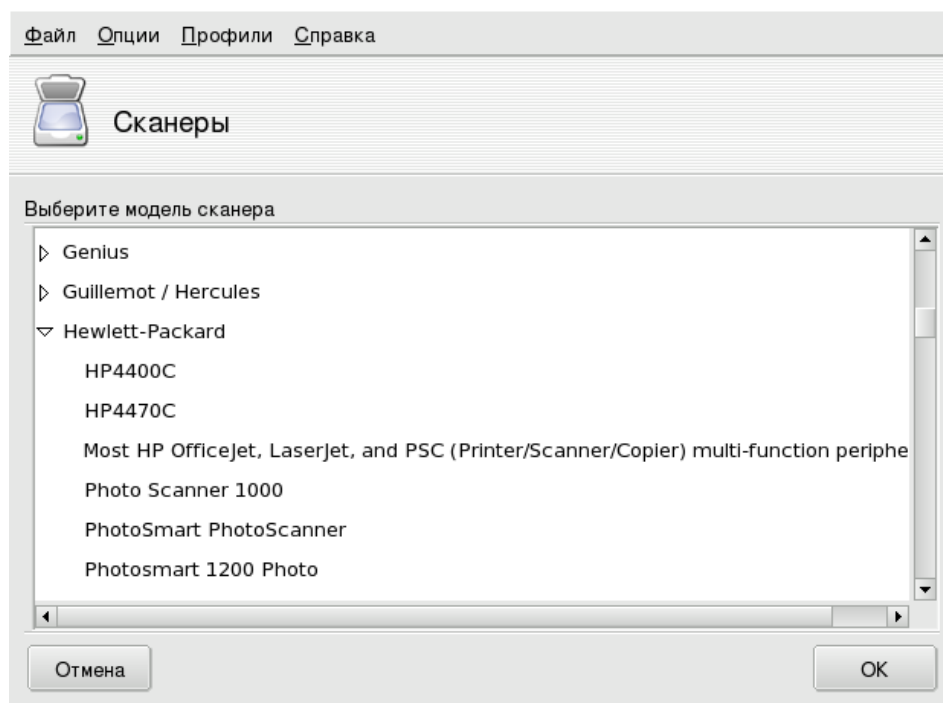 Файл Опции Профили Справка
Сканеры
Выберите модель сканера
Genius
Guillemot / Hercules
Hewlett-Packard
HP4400C
HP4470C
Most HP OfficeJet, LaserJet, and PSC (Printer/Scanner/Copier) multi-function periphe
Photo Scanner 1000
PhotoSmart PhotoScanner
Photosmart 1200 Photo
Отмена OK